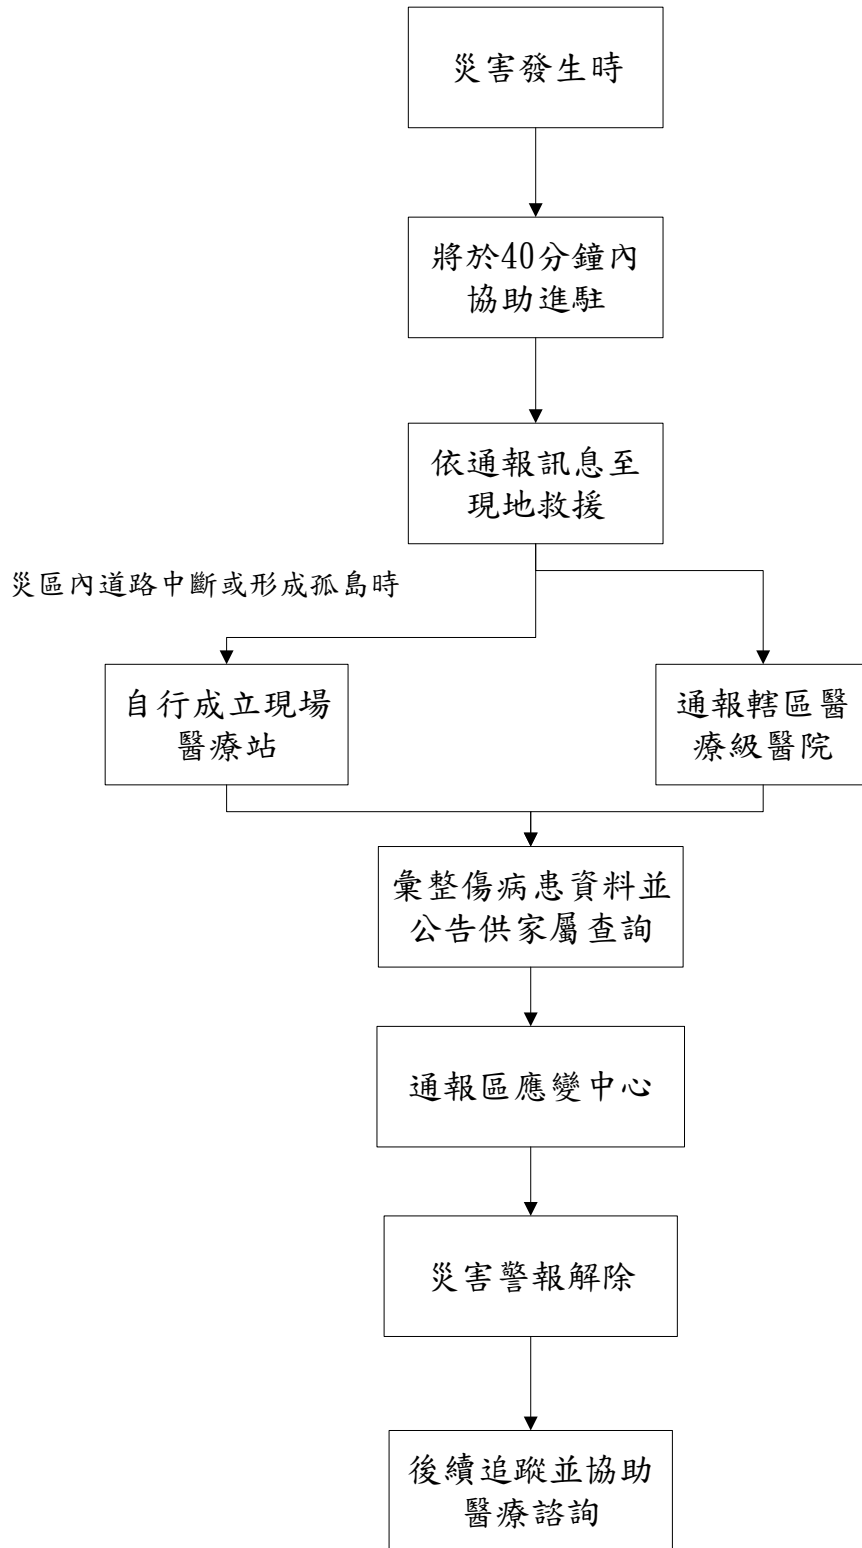 災害發生時
將於40分鐘內
協助進駐
依通報訊息至
現地救援
災區內道路中斷或形成孤島時
自行成立現場
醫療站
通報轄區醫
療級醫院
彙整傷病患資料並
公告供家屬查詢
通報區應變中心
災害警報解除
後續追蹤並協助
醫療諮詢